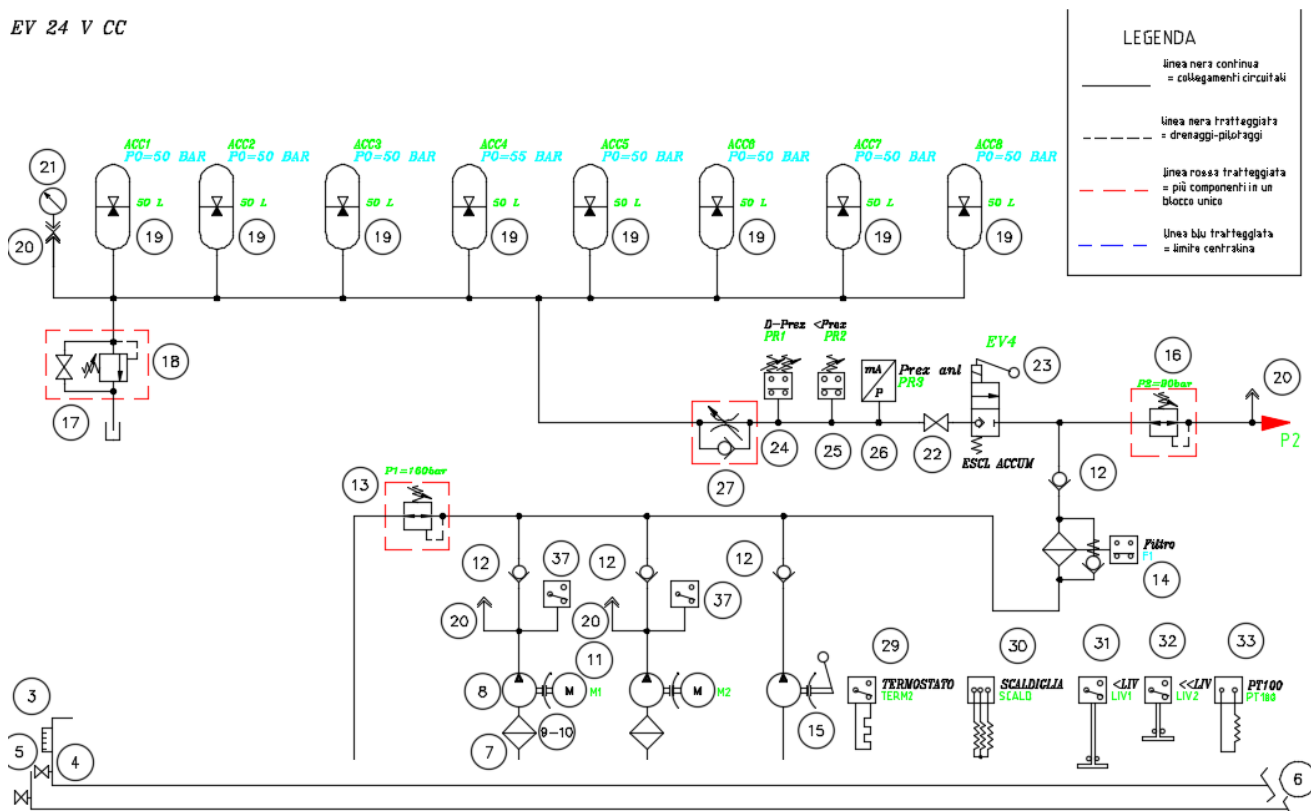 EV 24 V CC
LEGENDA
linea nera continua
= collegamenti circuitali
linea nera tratteggiata
= drenaggi-pilotaggi
linea rossa tratteggiata
= più componenti in un
blocco unico
linea blu tratteggiata
= limite centralina
ACC1
P0=50 BAR
50 L
19
ACC2
P0=50 BAR
50 L
19
ACC3
P0=50 BAR
50 L
19
ACC4
P0=55 BAR
50 L
19
ACC5
P0=50 BAR
50 L
19
ACC6
P0=50 BAR
50 L
19
ACC7
P0=50 BAR
50 L
19
ACC8
P0=50 BAR
50 L
19
21
20
18
17
D-Prex <Prex
PR1 PR2
mA
P
Prex anl
PR3
EV4
23
16
P2=90bar
20
P2
24
25
26
22
ESCL ACCUM
27
12
13
P1=160bar
12
37
12
37
12
Filtro
F1
14
20
20
11
8
M
M1
M
M2
7
9-10
15
29
TERMOSTATO
TERM2
30
SCALDIGLIA
SCALD
31
<LIV
LIV1
32
<<LIV
LIV2
33
PT100
PT100
3
5
4
6